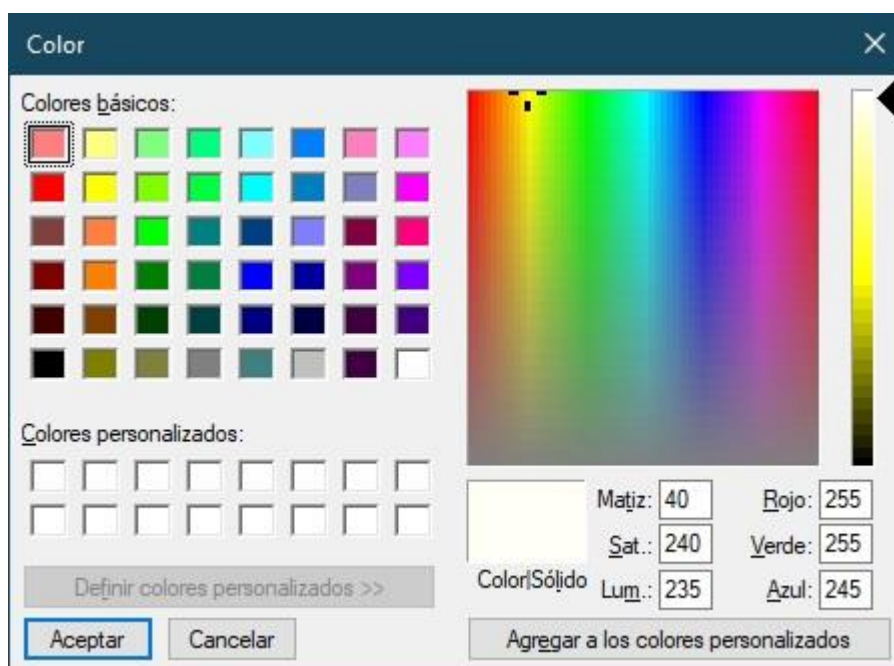 Color
Colores básicos:
Colores personalizados:
Definir colores personalizados >>
Aceptar
Cancelar
Color|Sólido
Matiz: 40
Sat.: 240
Lum.: 235
Rojo: 255
Verde: 255
Azul: 245
Agregar a los colores personalizados